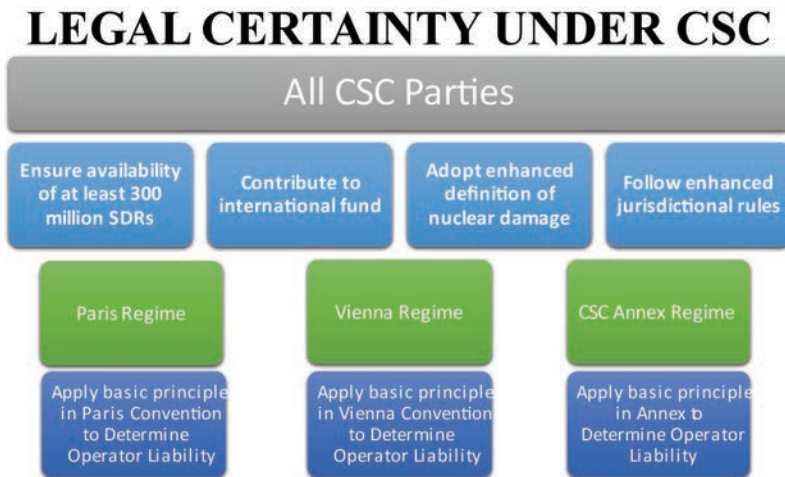 LEGAL CERTAINTY UNDER CSC
All CSC Parties
Ensure availability
of at least 300
million SDRs
Contribute to
international fund
Adopt enhanced
definition of
nuclear damage
Follow enhanced
jurisdictional rules
Paris Regime
Vienna Regime
CSC Annex Regime
Apply basic principle
in Paris Convention
to Determine
Operator Liability
Apply basic principle
in Vienna Convention
to Determine
Operator Liability
Apply basic principle
in Annex to
Determine Operator
Liability